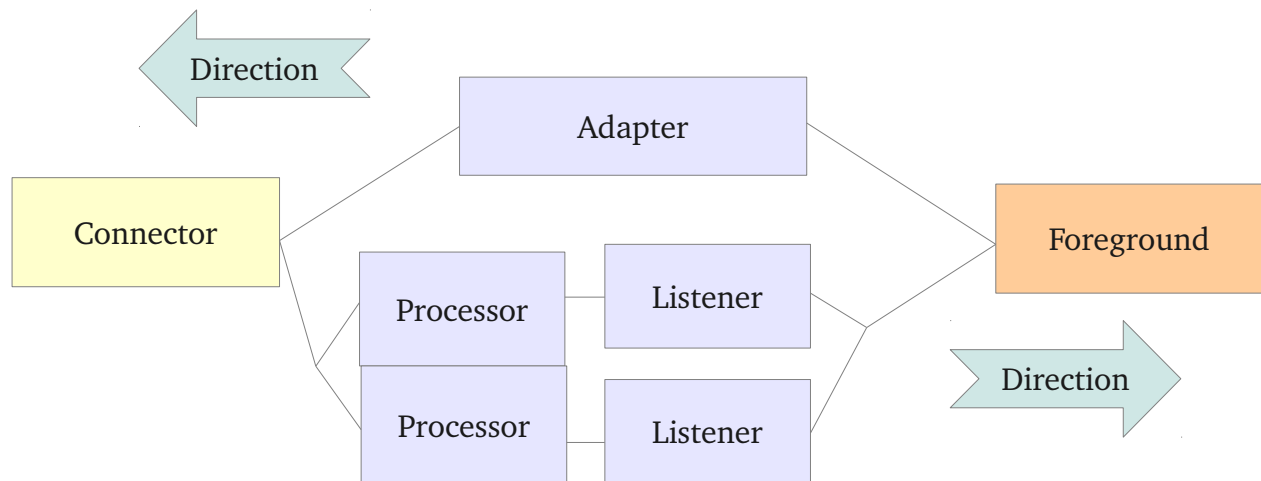 Direction
Adapter
Connector
Foreground
Processor
Listener
Direction
Processor
Listener